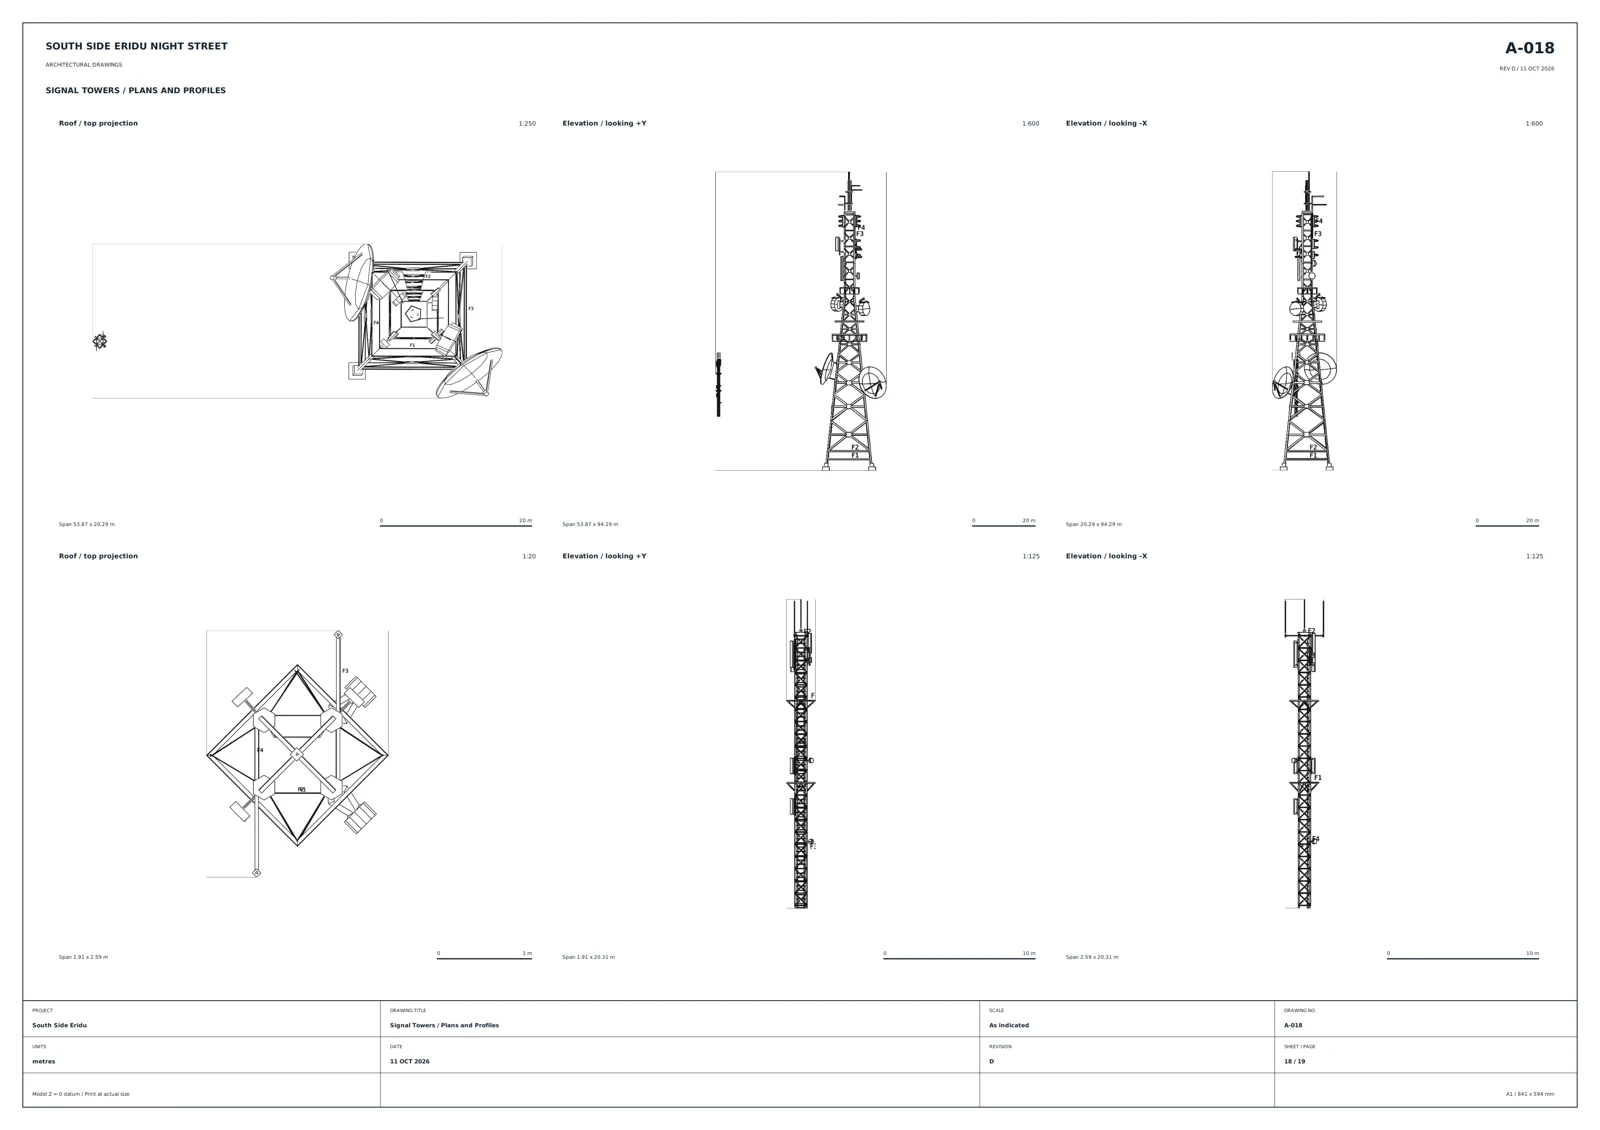 SOUTH SIDE ERIDU NIGHT STREET
A-018
ARCHITECTURAL DRAWINGS
REV D / 11 OCT 2026
SIGNAL TOWERS / PLANS AND PROFILES
Roof / top projection
1:250
Elevation / looking +Y
1:600
Elevation / looking -X
1:600
F2
F3
F4
F1
F4
F3
F2
F1
F4
F3
F2
F1
Span 53.87 x 20.29 m
0
20 m
Span 53.87 x 94.29 m
0
20 m
Span 20.29 x 94.29 m
0
20 m
Roof / top projection
1:20
Elevation / looking +Y
1:125
Elevation / looking -X
1:125
F3
F4
F2
F1
F4
Span 1.91 x 2.59 m
0
1 m
Span 1.91 x 20.31 m
0
10 m
Span 2.59 x 20.31 m
0
10 m
PROJECT
South Side Eridu
DRAWING TITLE
Signal Towers / Plans and Profiles
SCALE
As indicated
DRAWING NO.
A-018
UNITS
metres
DATE
11 OCT 2026
REVISION
D
SHEET / PAGE
18 / 19
Model Z = 0 datum / Print at actual size
A1 / 841 x 594 mm